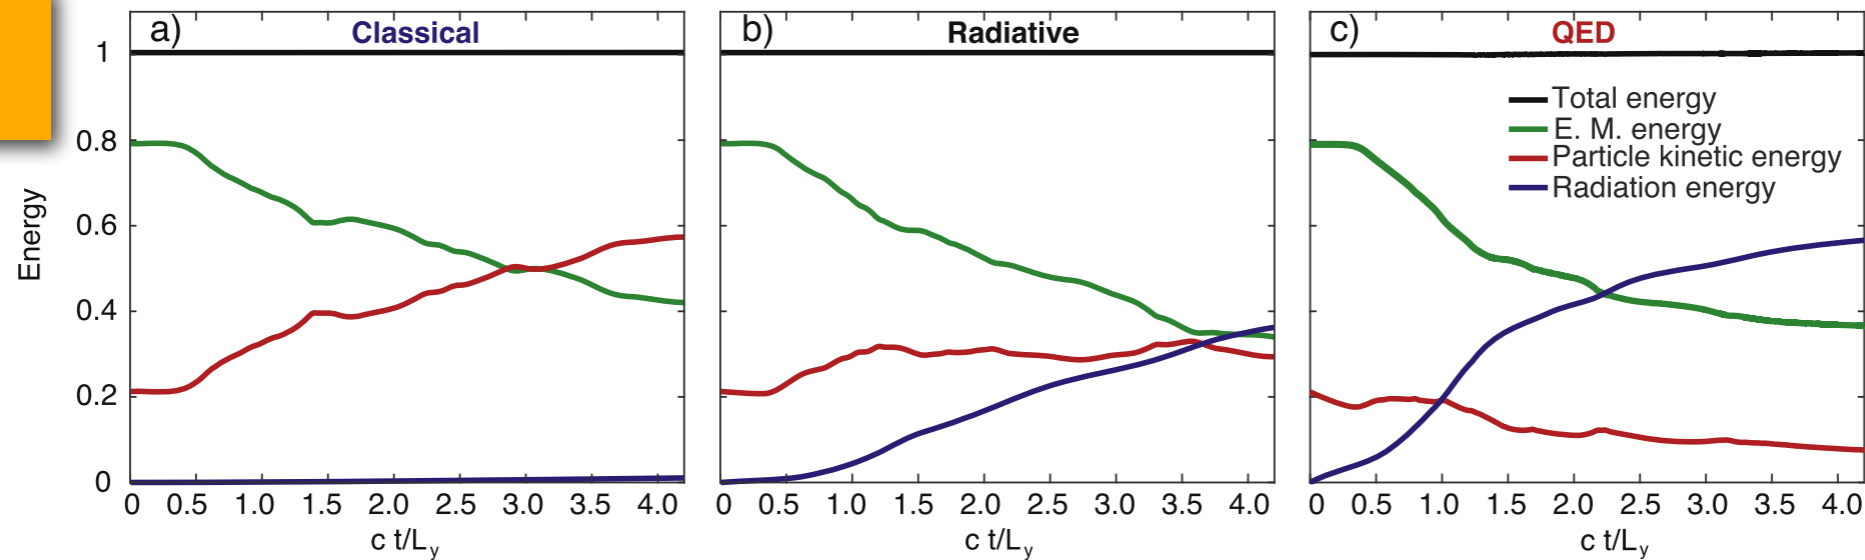 a) Classical
b) Radiative
c) QED
Total energy
E. M. energy
Particle kinetic energy
Radiation energy
Energy
1
0.8
0.6
0.4
0.2
0
0 0.5 1.0 1.5 2.0 2.5 3.0 3.5 4.0
0 0.5 1.0 1.5 2.0 2.5 3.0 3.5 4.0
0 0.5 1.0 1.5 2.0 2.5 3.0 3.5 4.0
c t/Ly
c t/Ly
c t/Ly